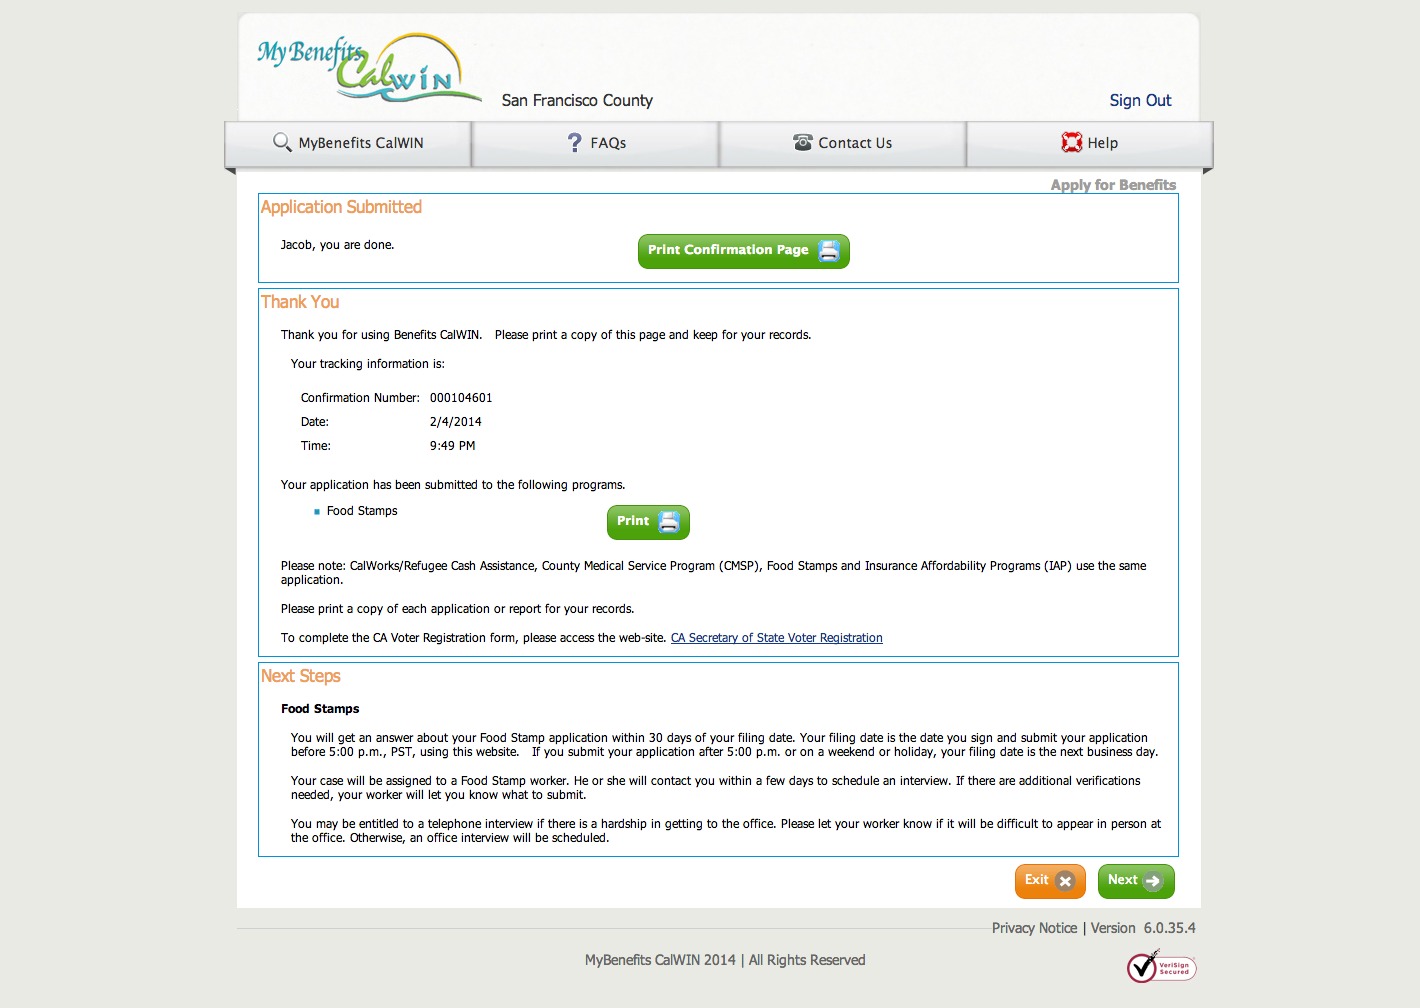 My Benefits
CalWIN
San Francisco County
Sign Out
MyBenefits CalWIN
FAQs
Contact Us
Help
Apply for Benefits
Application Submitted
Jacob, you are done.
Print Confirmation Page
Thank You
Thank you for using Benefits CalWIN. Please print a copy of this page and keep for your records.
Your tracking information is:
Confirmation Number: 000104601
Date: 2/4/2014
Time: 9:49 PM
Your application has been submitted to the following programs.
Food Stamps
Print
Please note: CalWorks/Refugee Cash Assistance, County Medical Service Program (CMSP), Food Stamps and Insurance Affordability Programs (IAP) use the same
application.
Please print a copy of each application or report for your records.
To complete the CA Voter Registration form, please access the web-site. CA Secretary of State Voter Registration
Next Steps
Food Stamps
You will get an answer about your Food Stamp application within 30 days of your filing date. Your filing date is the date you sign and submit your application
before 5:00 p.m., PST, using this website. If you submit your application after 5:00 p.m. or on a weekend or holiday, your filing date is the next business day.
Your case will be assigned to a Food Stamp worker. He or she will contact you within a few days to schedule an interview. If there are additional verifications
needed, your worker will let you know what to submit.
You may be entitled to a telephone interview if there is a hardship in getting to the office. Please let your worker know if it will be difficult to appear in person at
the office. Otherwise, an office interview will be scheduled.
Exit
Next
Privacy Notice | Version 6.0.35.4
MyBenefits CalWIN 2014 | All Rights Reserved
VeriSign
Secured